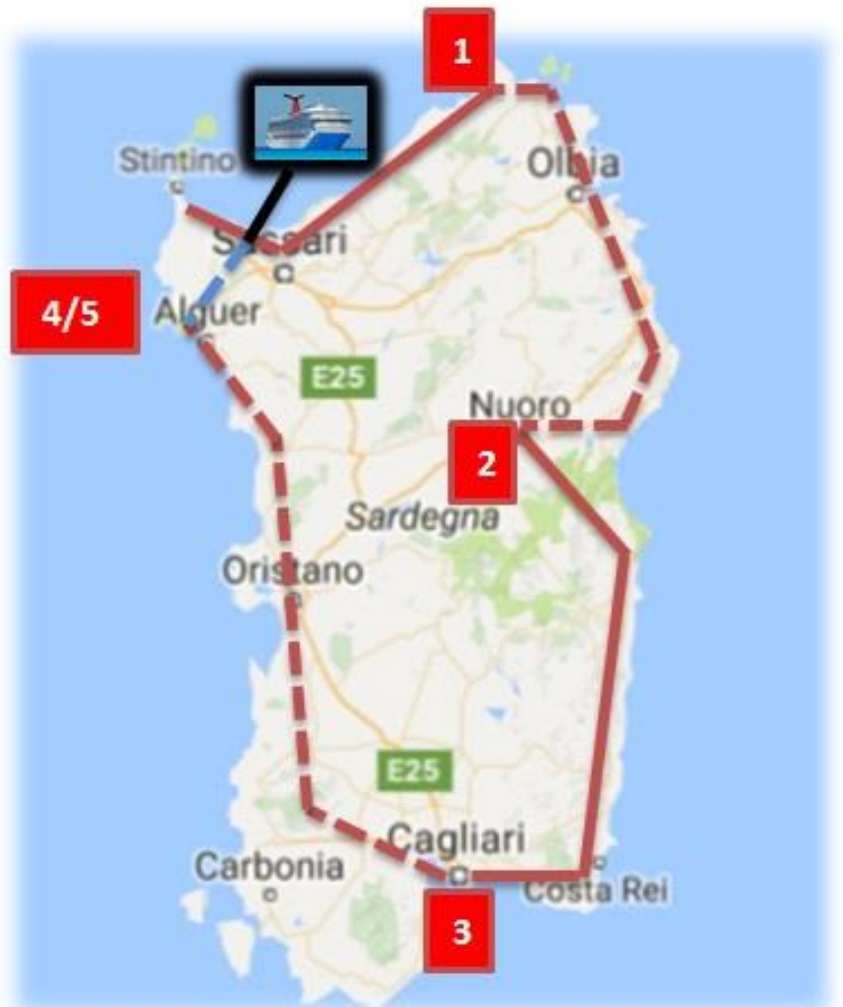 1
Stintino
Olbia
Sassari
4/5
Alguer
E25
Nuoro
2
Sardegna
Oristano
E25
Cagliari
Carbonia
Costa Rei
3